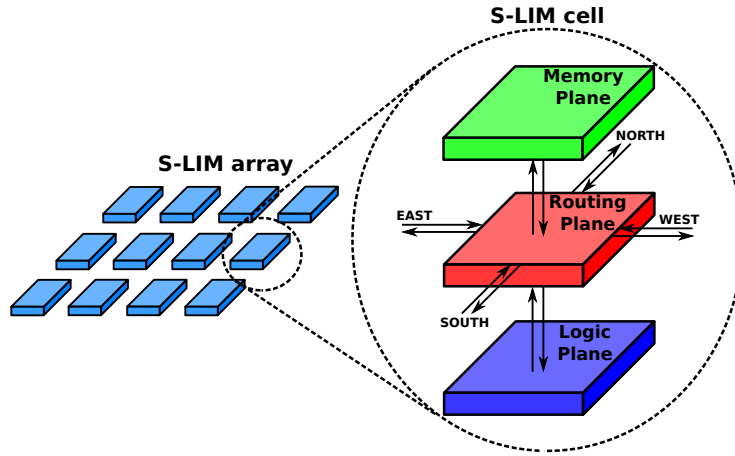 S-LIM cell
Memory
Plane
NORTH
S-LIM array
EAST
Routing
Plane
WEST
SOUTH
Logic
Plane